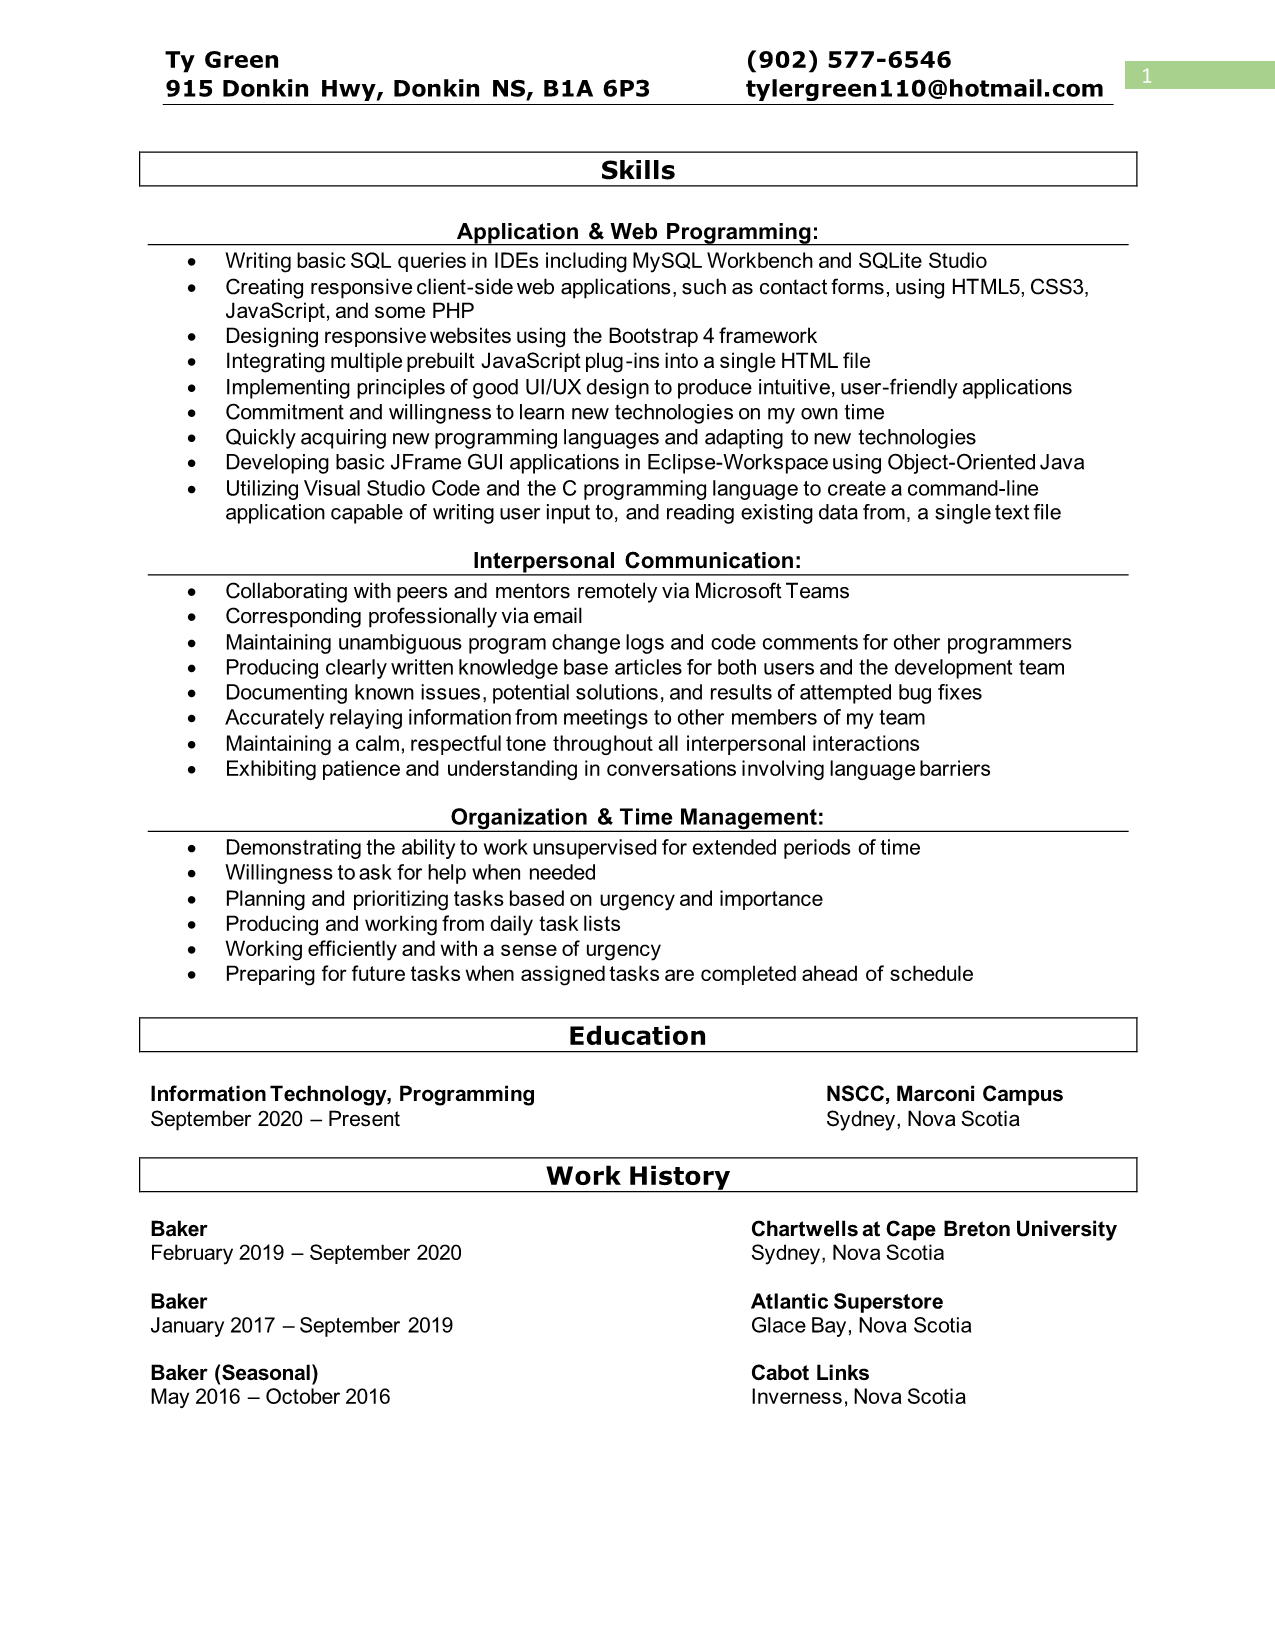 Ty Green (902) 577-6546
915 Donkin Hwy, Donkin NS, B1A 6P3 tylergreen110@hotmail.com
1
Skills
Application & Web Programming:
• Writing basic SQL queries in IDEs including MySQL Workbench and SQLite Studio
• Creating responsive client-side web applications, such as contact forms, using HTML5, CSS3,
JavaScript, and some PHP
• Designing responsive websites using the Bootstrap 4 framework
• Integrating multiple prebuilt JavaScript plug-ins into a single HTML file
• Implementing principles of good UI/UX design to produce intuitive, user-friendly applications
• Commitment and willingness to learn new technologies on my own time
• Quickly acquiring new programming languages and adapting to new technologies
• Developing basic JFrame GUI applications in Eclipse-Workspace using Object-Oriented Java
• Utilizing Visual Studio Code and the C programming language to create a command-line
application capable of writing user input to, and reading existing data from, a single text file
Interpersonal Communication:
• Collaborating with peers and mentors remotely via Microsoft Teams
• Corresponding professionally via email
• Maintaining unambiguous program change logs and code comments for other programmers
• Producing clearly written knowledge base articles for both users and the development team
• Documenting known issues, potential solutions, and results of attempted bug fixes
• Accurately relaying information from meetings to other members of my team
• Maintaining a calm, respectful tone throughout all interpersonal interactions
• Exhibiting patience and understanding in conversations involving language barriers
Organization & Time Management:
• Demonstrating the ability to work unsupervised for extended periods of time
• Willingness to ask for help when needed
• Planning and prioritizing tasks based on urgency and importance
• Producing and working from daily task lists
• Working efficiently and with a sense of urgency
• Preparing for future tasks when assigned tasks are completed ahead of schedule
Education
Information Technology, Programming NSCC, Marconi Campus
September 2020 – Present Sydney, Nova Scotia
Work History
Baker Chartwells at Cape Breton University
February 2019 – September 2020 Sydney, Nova Scotia
Baker Atlantic Superstore
January 2017 – September 2019 Glace Bay, Nova Scotia
Baker (Seasonal) Cabot Links
May 2016 – October 2016 Inverness, Nova Scotia